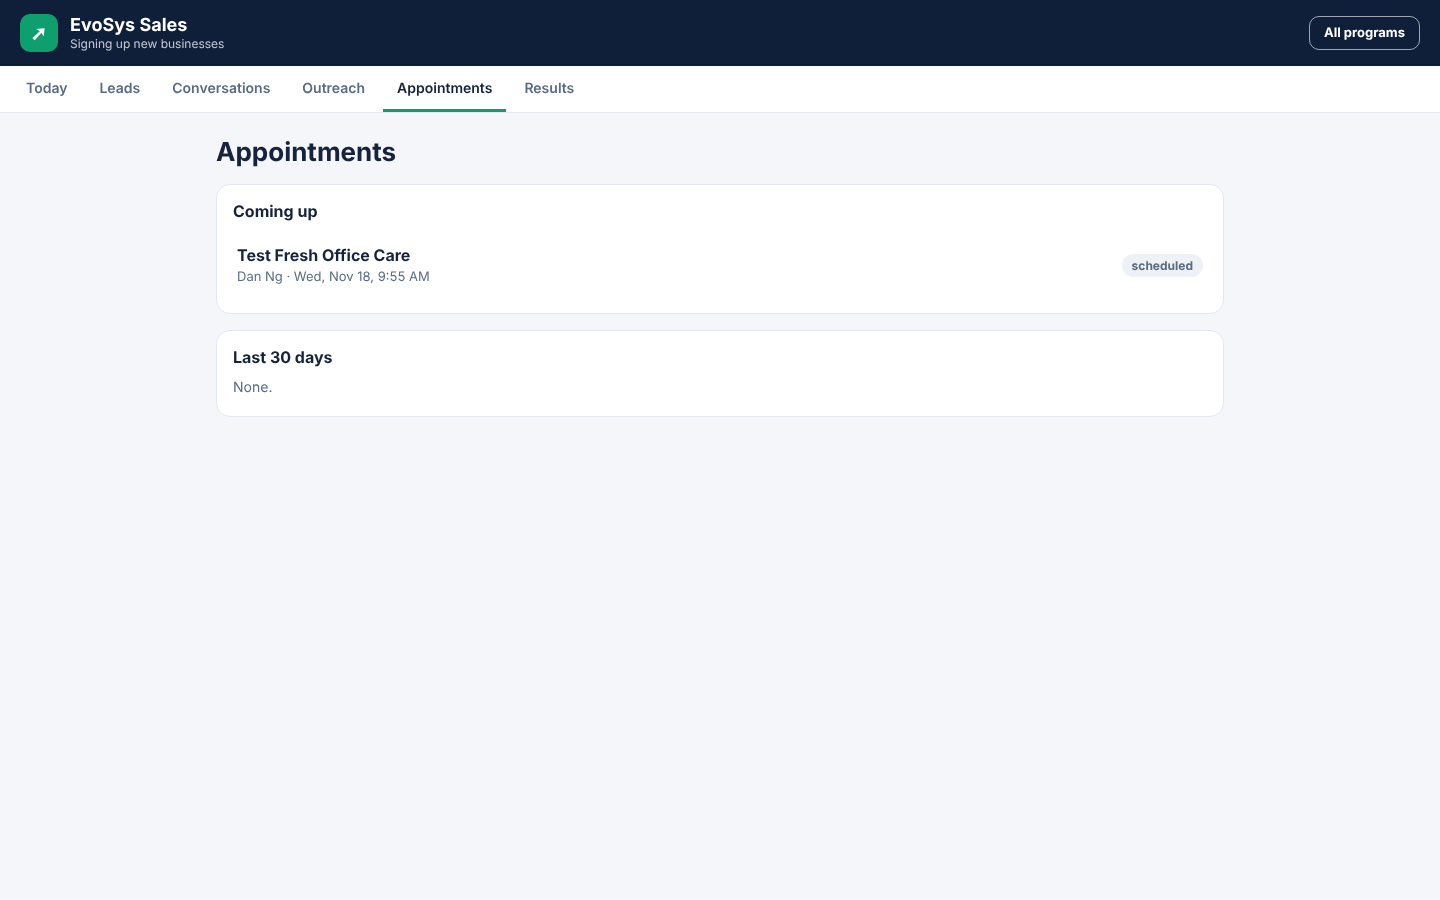 EvoSys Sales
Signing up new businesses
All programs
Today
Leads
Conversations
Outreach
Appointments
Results
Appointments
Coming up
Test Fresh Office Care
Dan Ng · Wed, Nov 18, 9:55 AM
scheduled
Last 30 days
None.